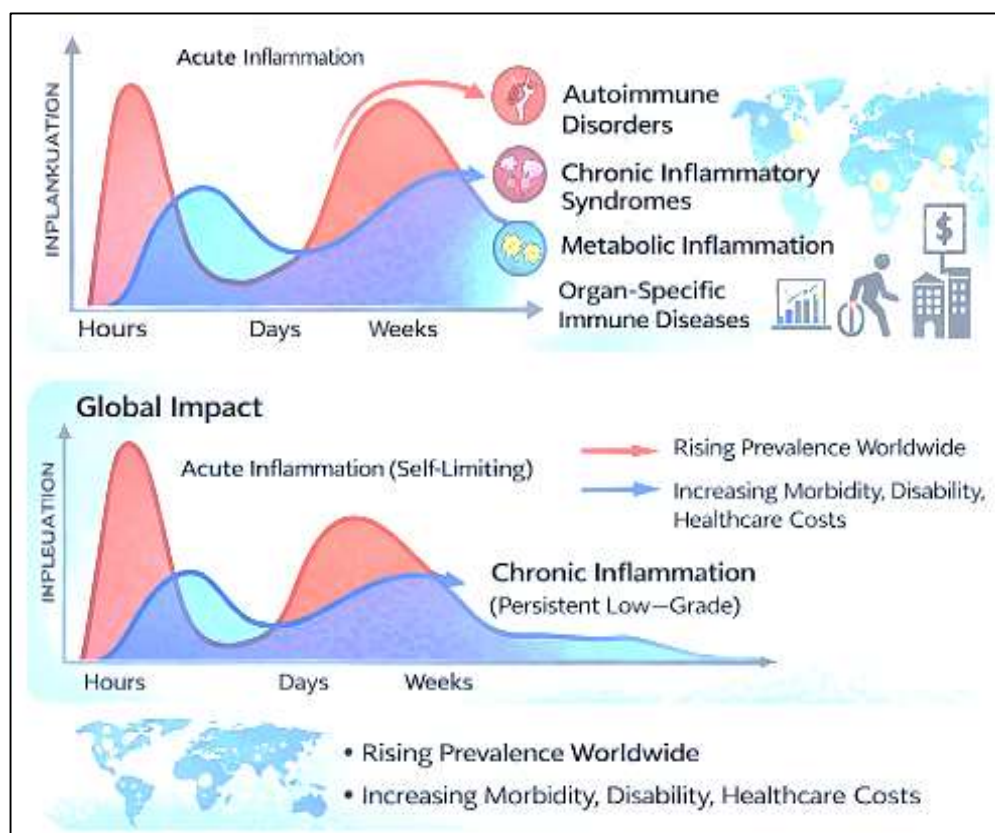 Acute Inflammation
INPLANKUATION
Autoimmune
Disorders
Chronic Inflammatory
Syndromes
Metabolic Inflammation
Organ-Specific
Immune Diseases
$
Hours Days Weeks
Global Impact
INPLEUATION
Acute Inflammation (Self-Limiting)
Rising Prevalence Worldwide
Increasing Morbidity, Disability,
Healthcare Costs
Chronic Inflammation
(Persistent Low—Grade)
Hours Days Weeks
• Rising Prevalence Worldwide
• Increasing Morbidity, Disability, Healthcare Costs